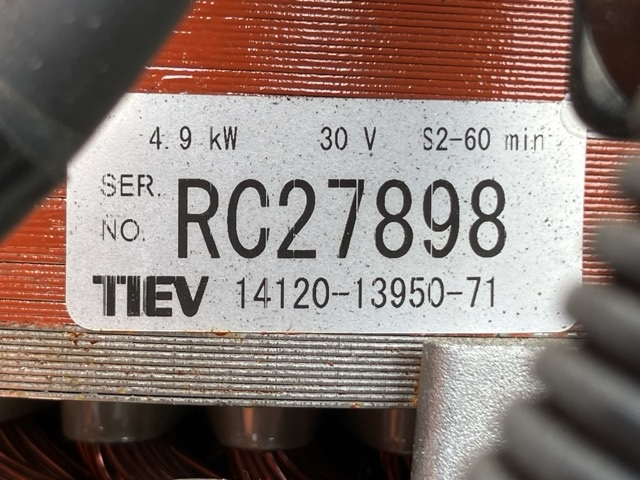 4.9 kW 30 V S2-60 min
SER. NO. RC27898
TIEV 14120-13950-71